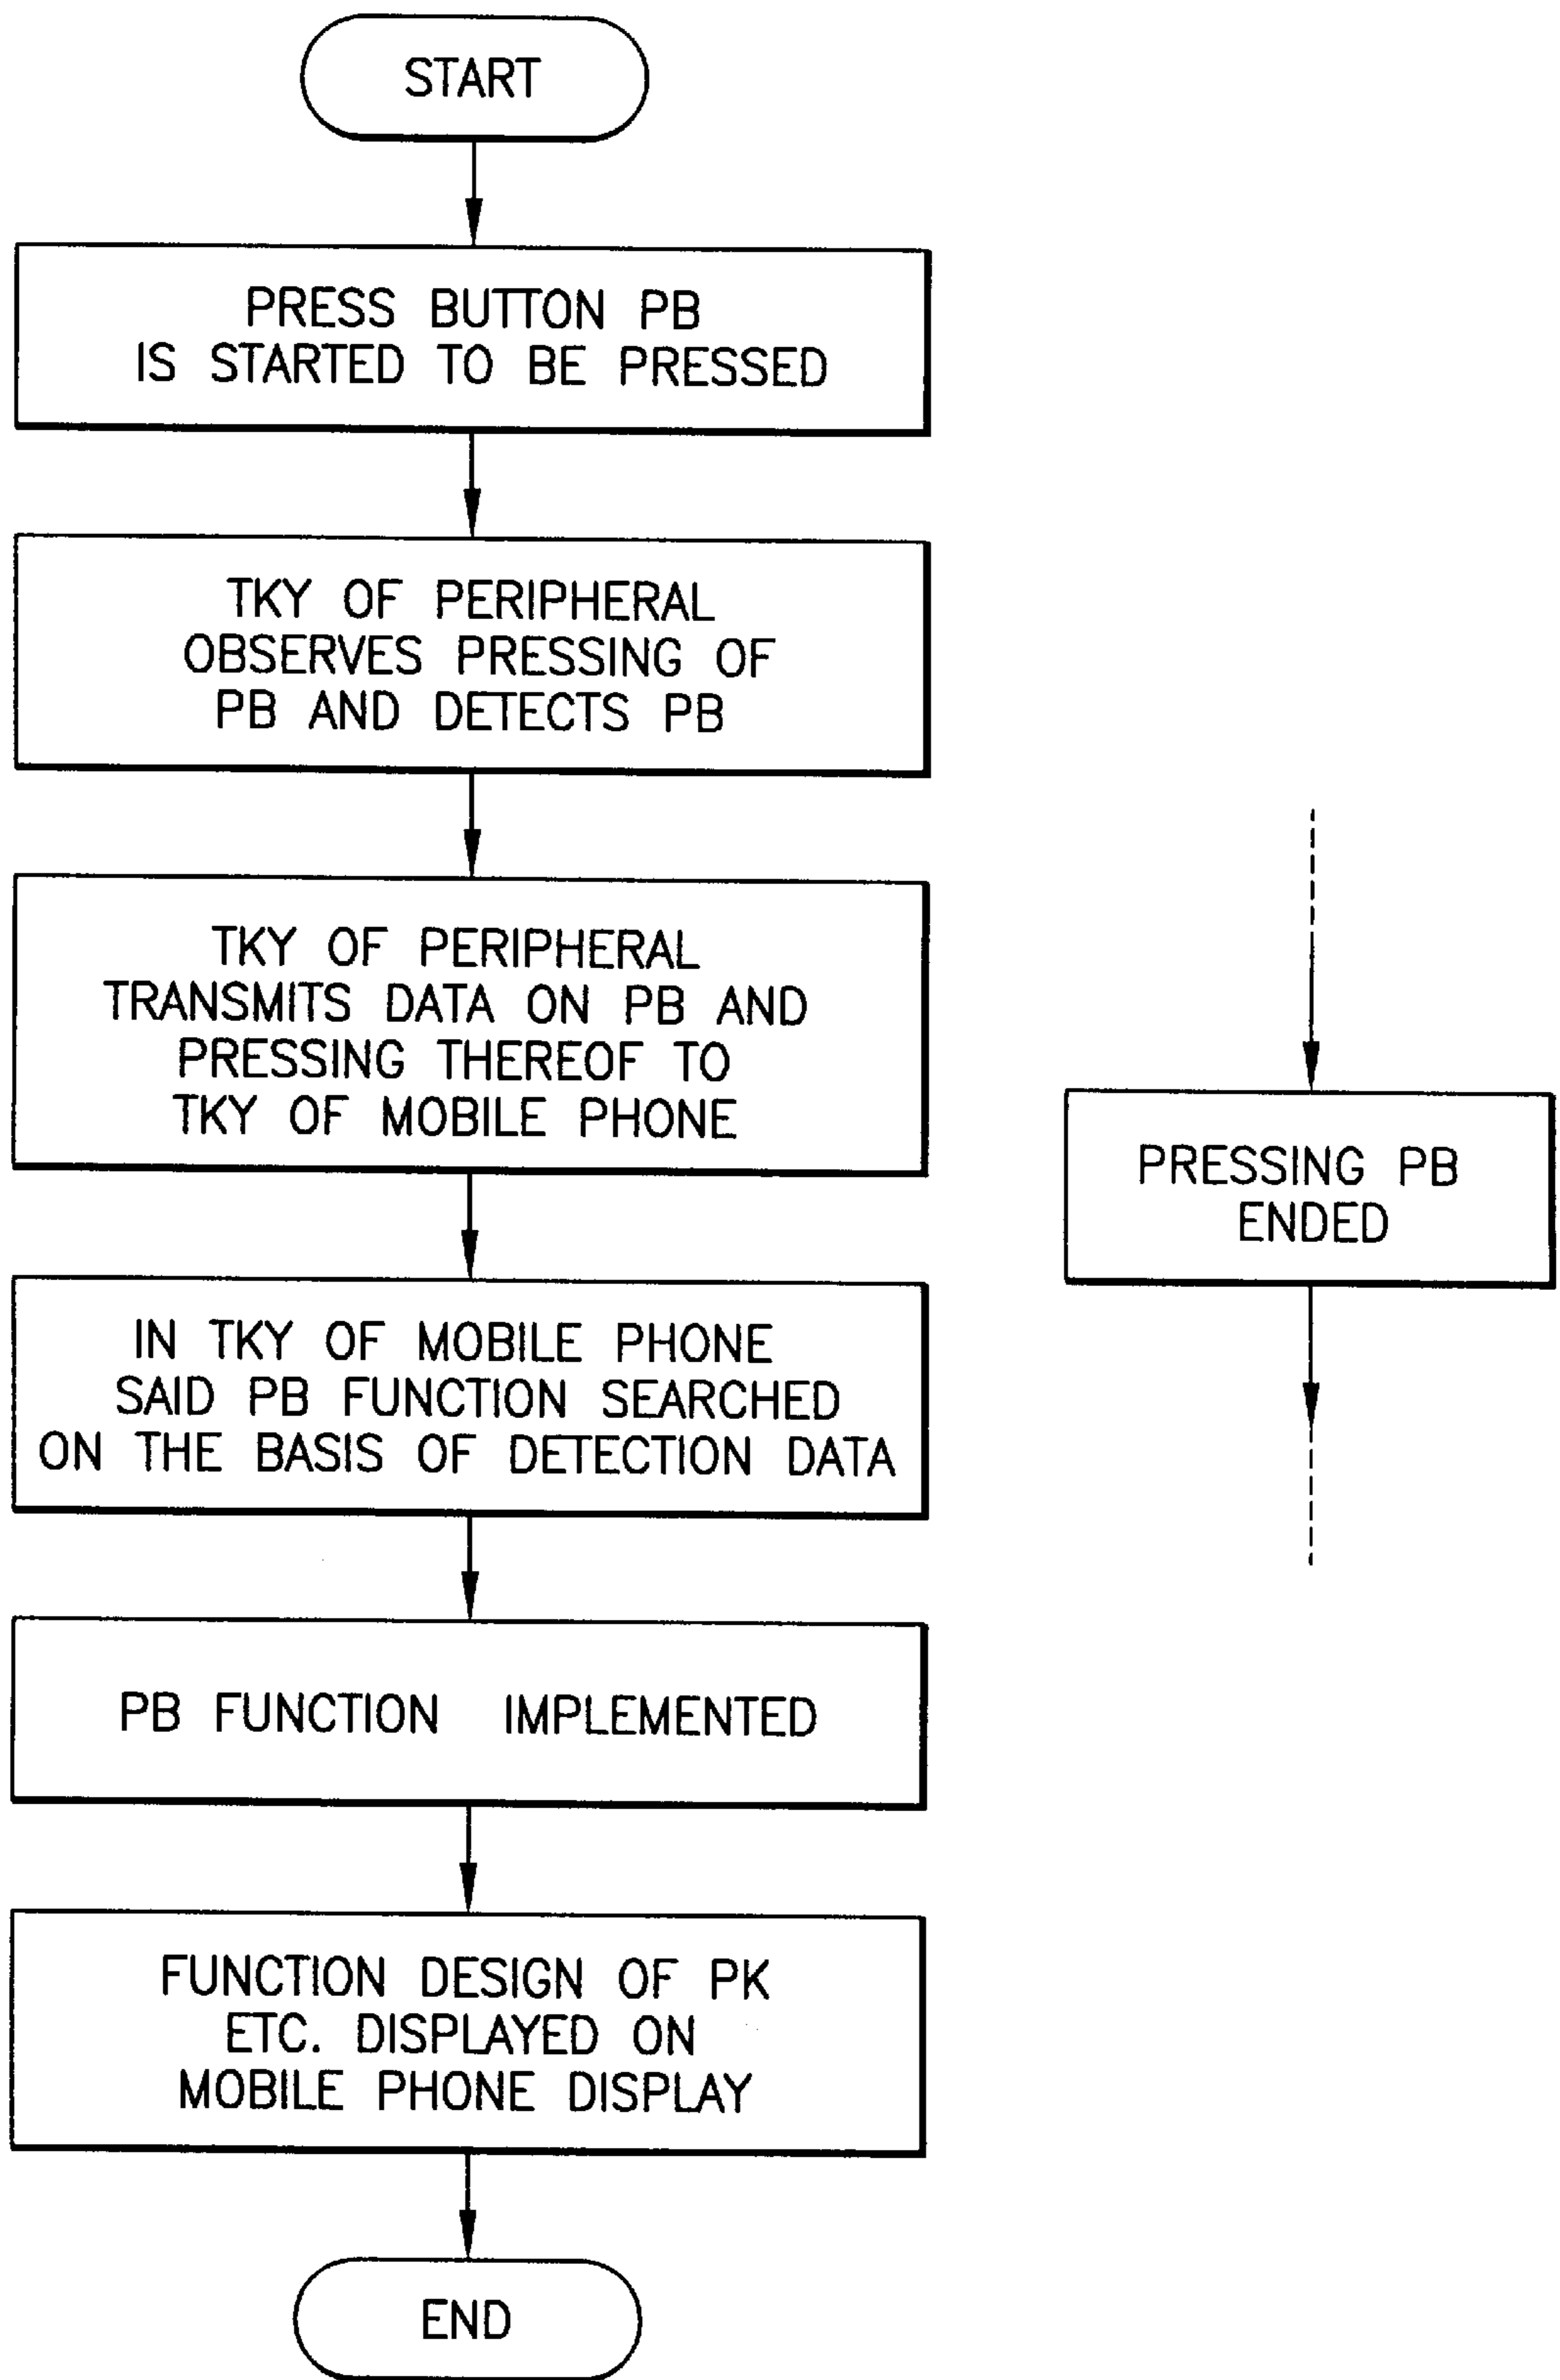 START
PRESS BUTTON PB
IS STARTED TO BE PRESSED
TKY OF PERIPHERAL
OBSERVES PRESSING OF
PB AND DETECTS PB
TKY OF PERIPHERAL
TRANSMITS DATA ON PB AND
PRESSING THEREOF TO
TKY OF MOBILE PHONE
PRESSING PB
ENDED
IN TKY OF MOBILE PHONE
SAID PB FUNCTION SEARCHED
ON THE BASIS OF DETECTION DATA
PB FUNCTION IMPLEMENTED
FUNCTION DESIGN OF PK
ETC. DISPLAYED ON
MOBILE PHONE DISPLAY
END